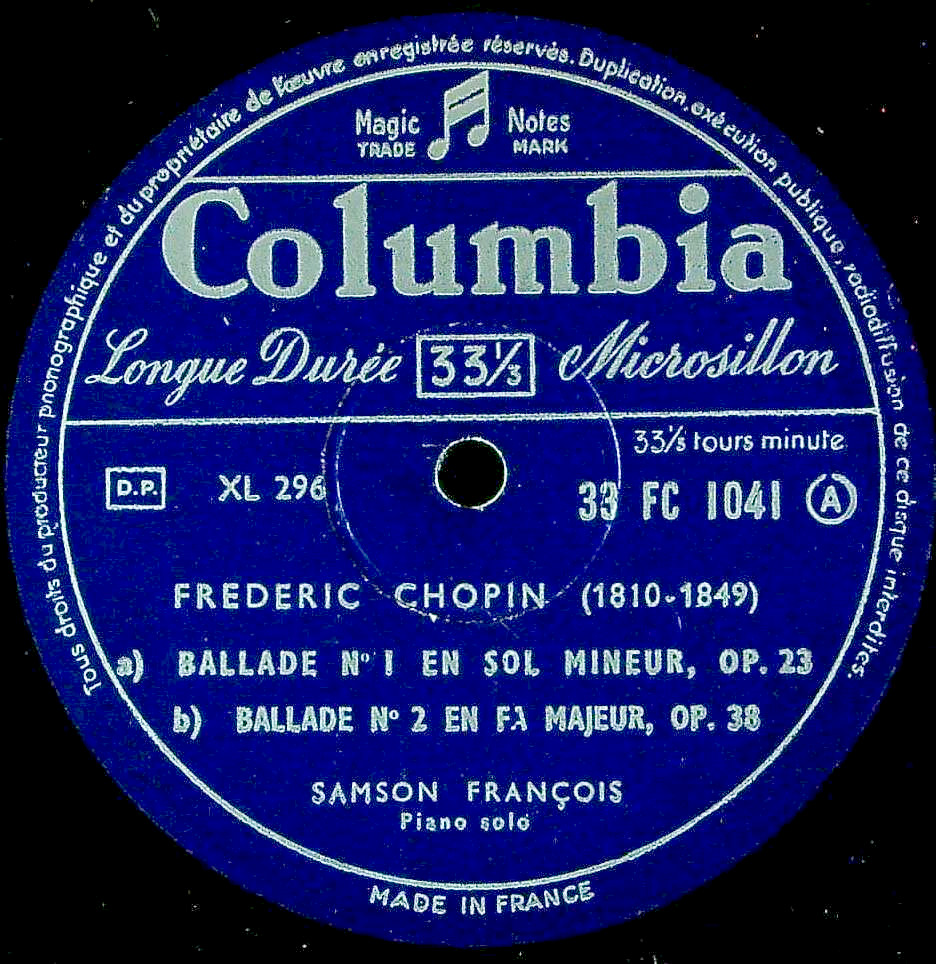 Tous droits du producteur phonographique et du propriétaire de l'œuvre enregistrée réservés. Duplication, exécution publique, radiodiffusion de ce disque interdites.
Magic Notes
TRADE MARK
Columbia
Longue Durée 33⅓ Microsillon
33⅓ tours minute
D.P. XL 296 33 FC 1041 A
FREDERIC CHOPIN (1810-1849)
a) BALLADE Nº 1 EN SOL MINEUR, OP. 23
b) BALLADE Nº 2 EN FA MAJEUR, OP. 38
SAMSON FRANÇOIS
Piano solo
MADE IN FRANCE